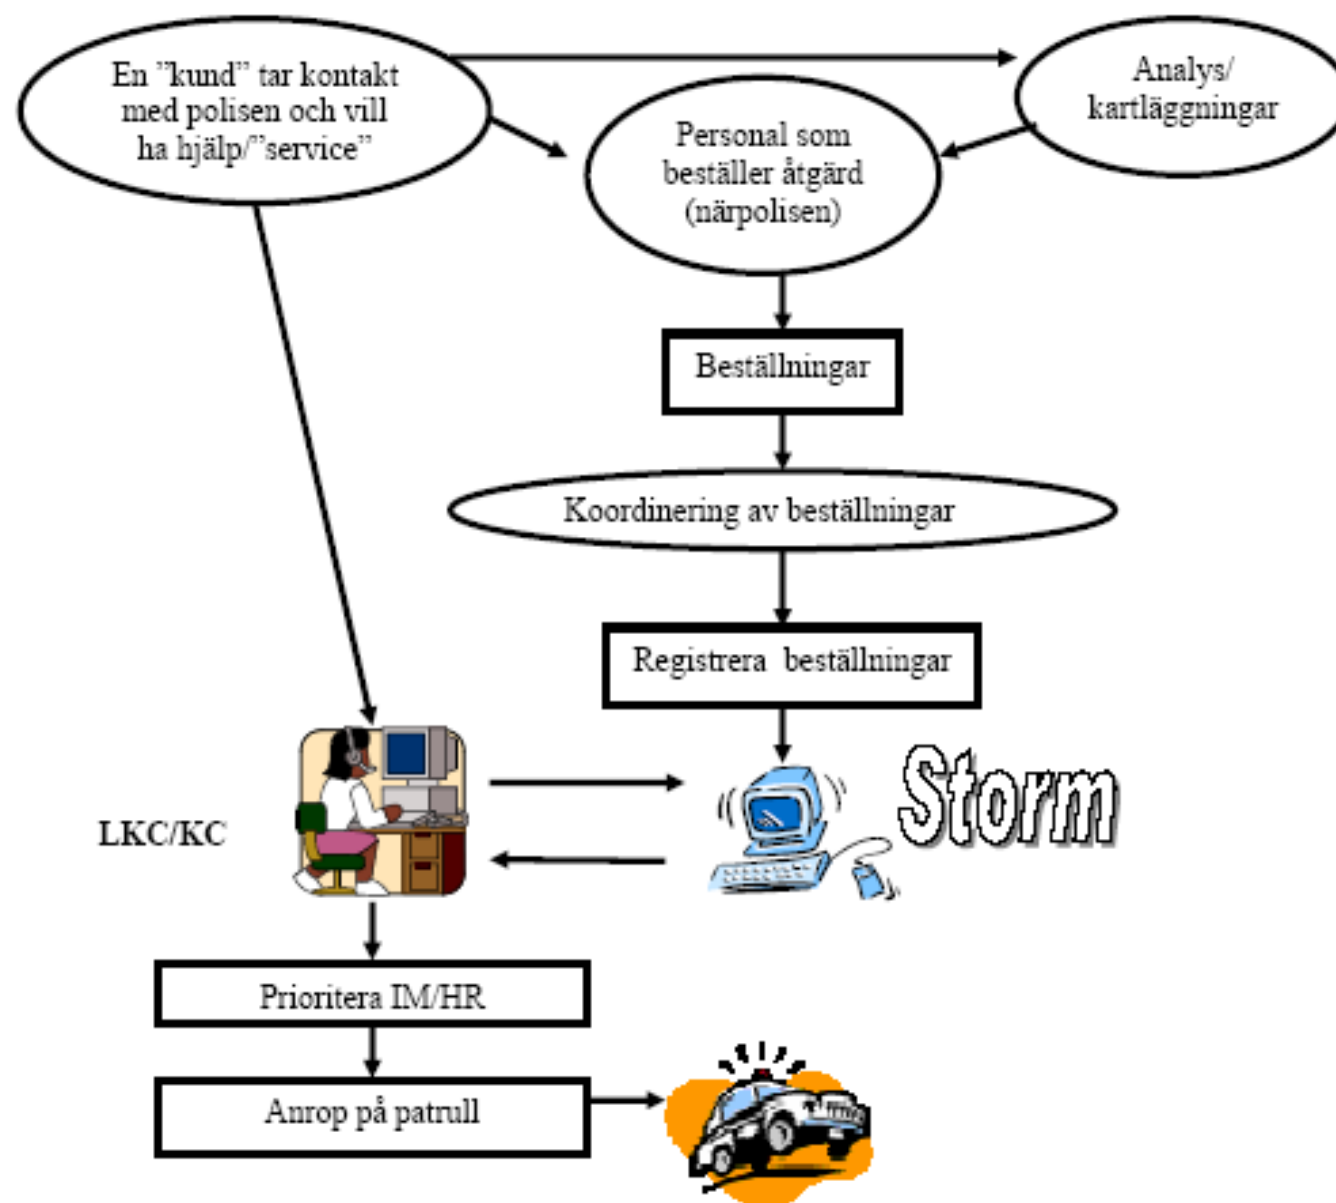 En ”kund” tar kontakt
med polisen och vill
ha hjälp/”service”
Analys/
kartläggningar
Personal som
beställer åtgärd
(närpolisen)
Beställningar
Koordinering av beställningar
Registrera beställningar
Storm
LKC/KC
Prioritera IM/HR
Anrop på patrull